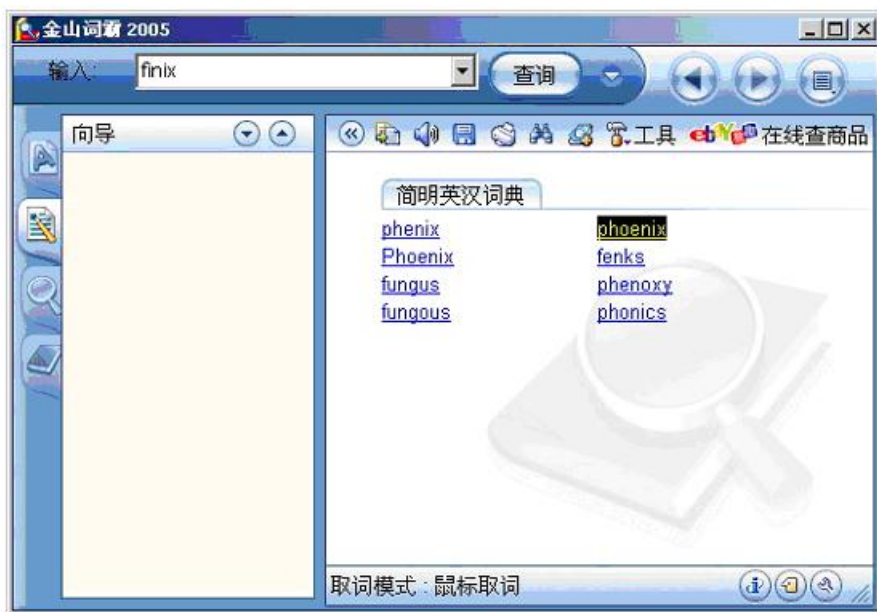 金山词霸 2005
输入: finix 查询
向导
工具 ebY 在线查商品
简明英汉词典
phenix phoenix
Phoenix fenks
fungus phenoxy
fungous phonics
取词模式 : 鼠标取词